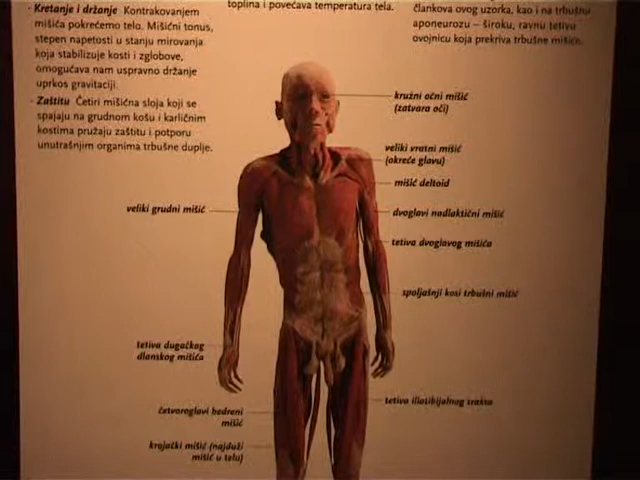 Kretanje i držanje Kontrakovanjem
mišića pokrećemo telo. Mišićni tonus,
stepen napetosti u stanju mirovanja
koja stabilizuje kosti i zglobove,
omogućava nam uspravno držanje
uprkos gravitaciji.
Zaštitu Četiri mišićna sloja koji se
spajaju na grudnom košu i karličnim
kostima pružaju zaštitu i potporu
unutrašnjim organima trbušne duplje.
toplina i povećava temperatura tela.
člankova ovog uzorka, kao i na trbušnu
aponeurozu – široku, ravnu tetivu
ovojnicu koja prekriva trbušne mišiće.
kružni očni mišić
(zatvara oči)
veliki vratni mišić
(okreće glavu)
mišić deltoid
veliki grudni mišić
dvoglavi nadlaktični mišić
tetiva dvoglavog mišića
spoljašnji kosi trbušni mišić
tetiva dugačkog
dlanskog mišića
tetiva iliotibijalnog trakta
četvoroglavi bedreni
mišić
krojački mišić (najduži
mišić u telu)